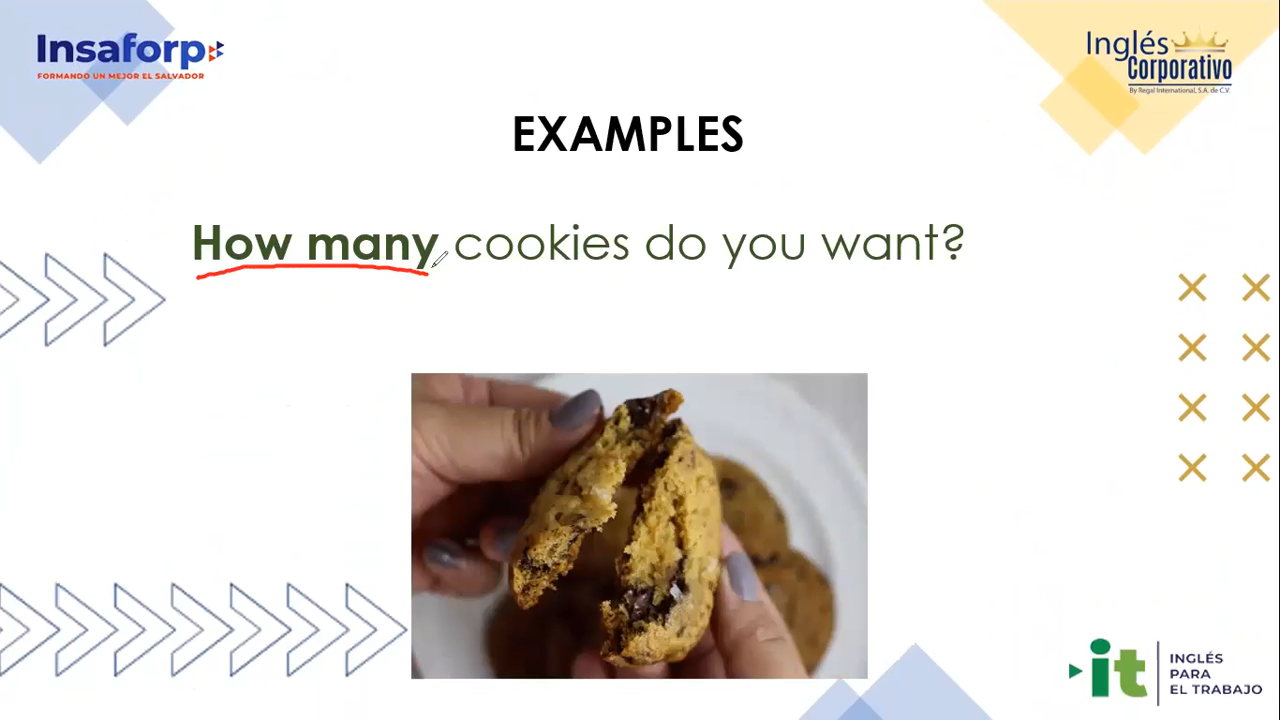 Insaforp
FORMANDO UN MEJOR EL SALVADOR
Inglés
Corporativo
By Regal International, S.A. de C.V.
EXAMPLES
How many cookies do you want?
it
INGLÉS
PARA
EL TRABAJO